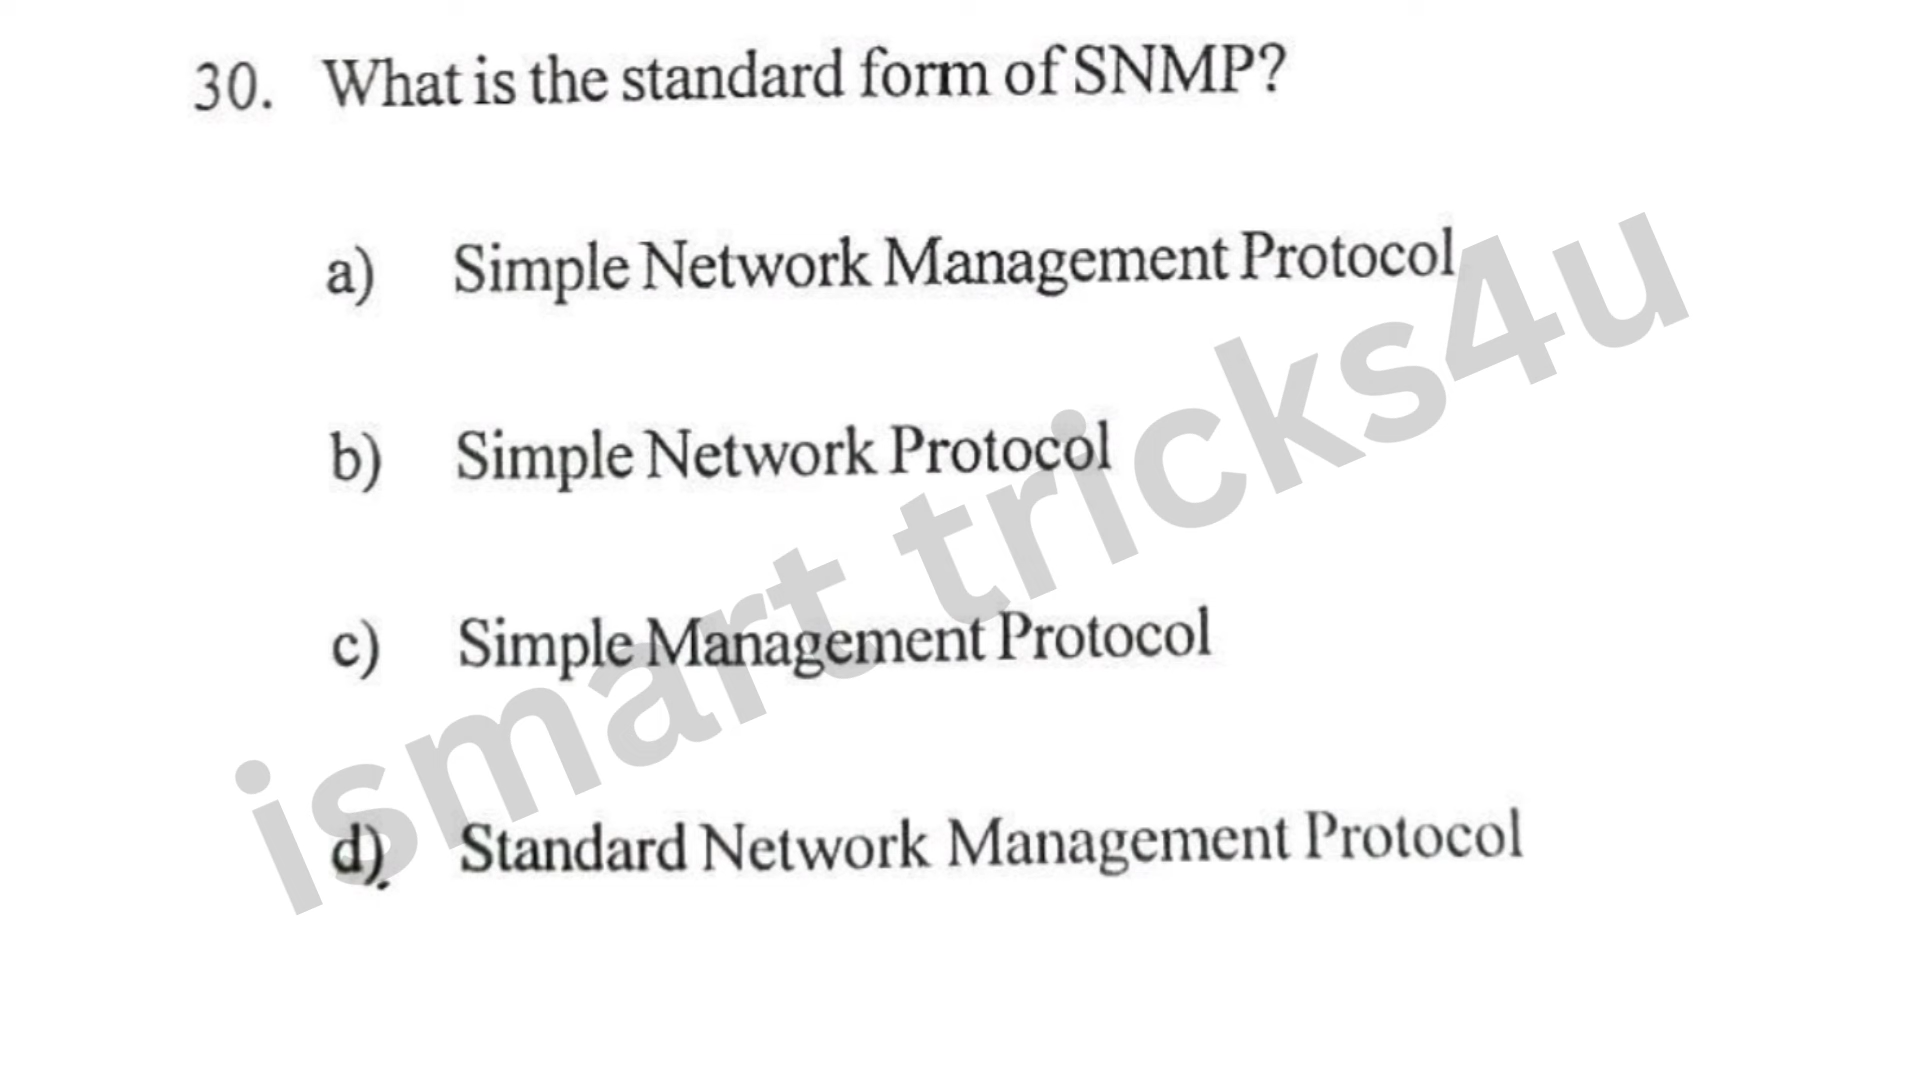 30. What is the standard form of SNMP?
a) Simple Network Management Protocol
b) Simple Network Protocol
c) Simple Management Protocol
d) Standard Network Management Protocol
ismart tricks4u